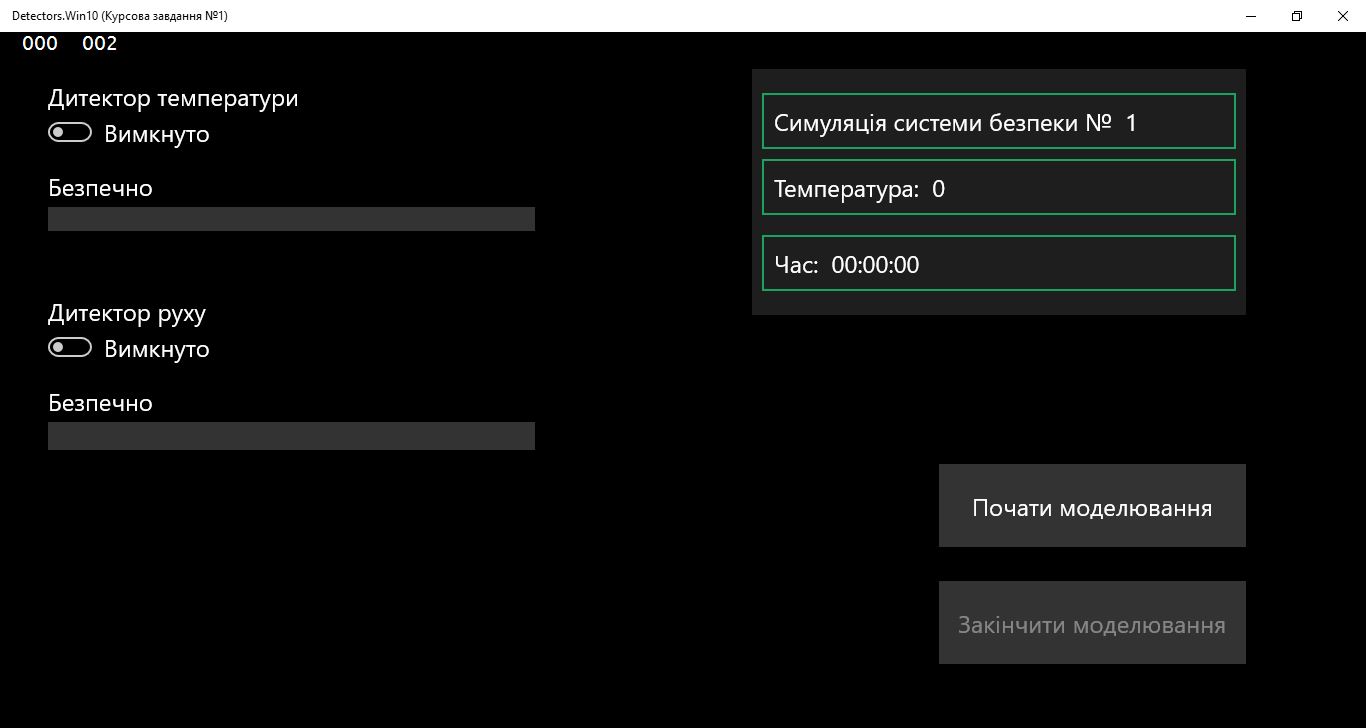 Detectors.Win10 (Курсова завдання №1)
000 002
Дитектор температури
Вимкнуто
Безпечно
Дитектор руху
Вимкнуто
Безпечно
Симуляція системи безпеки № 1
Температура: 0
Час: 00:00:00
Почати моделювання
Закінчити моделювання